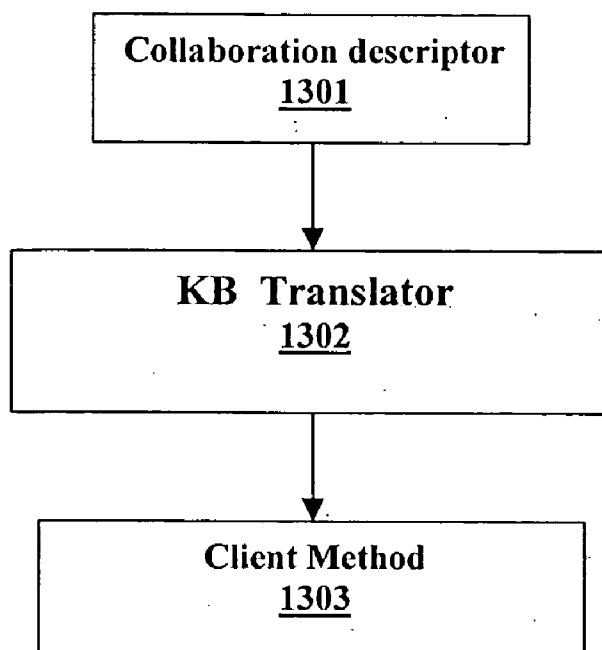 Collaboration descriptor
1301
KB Translator
1302
Client Method
1303